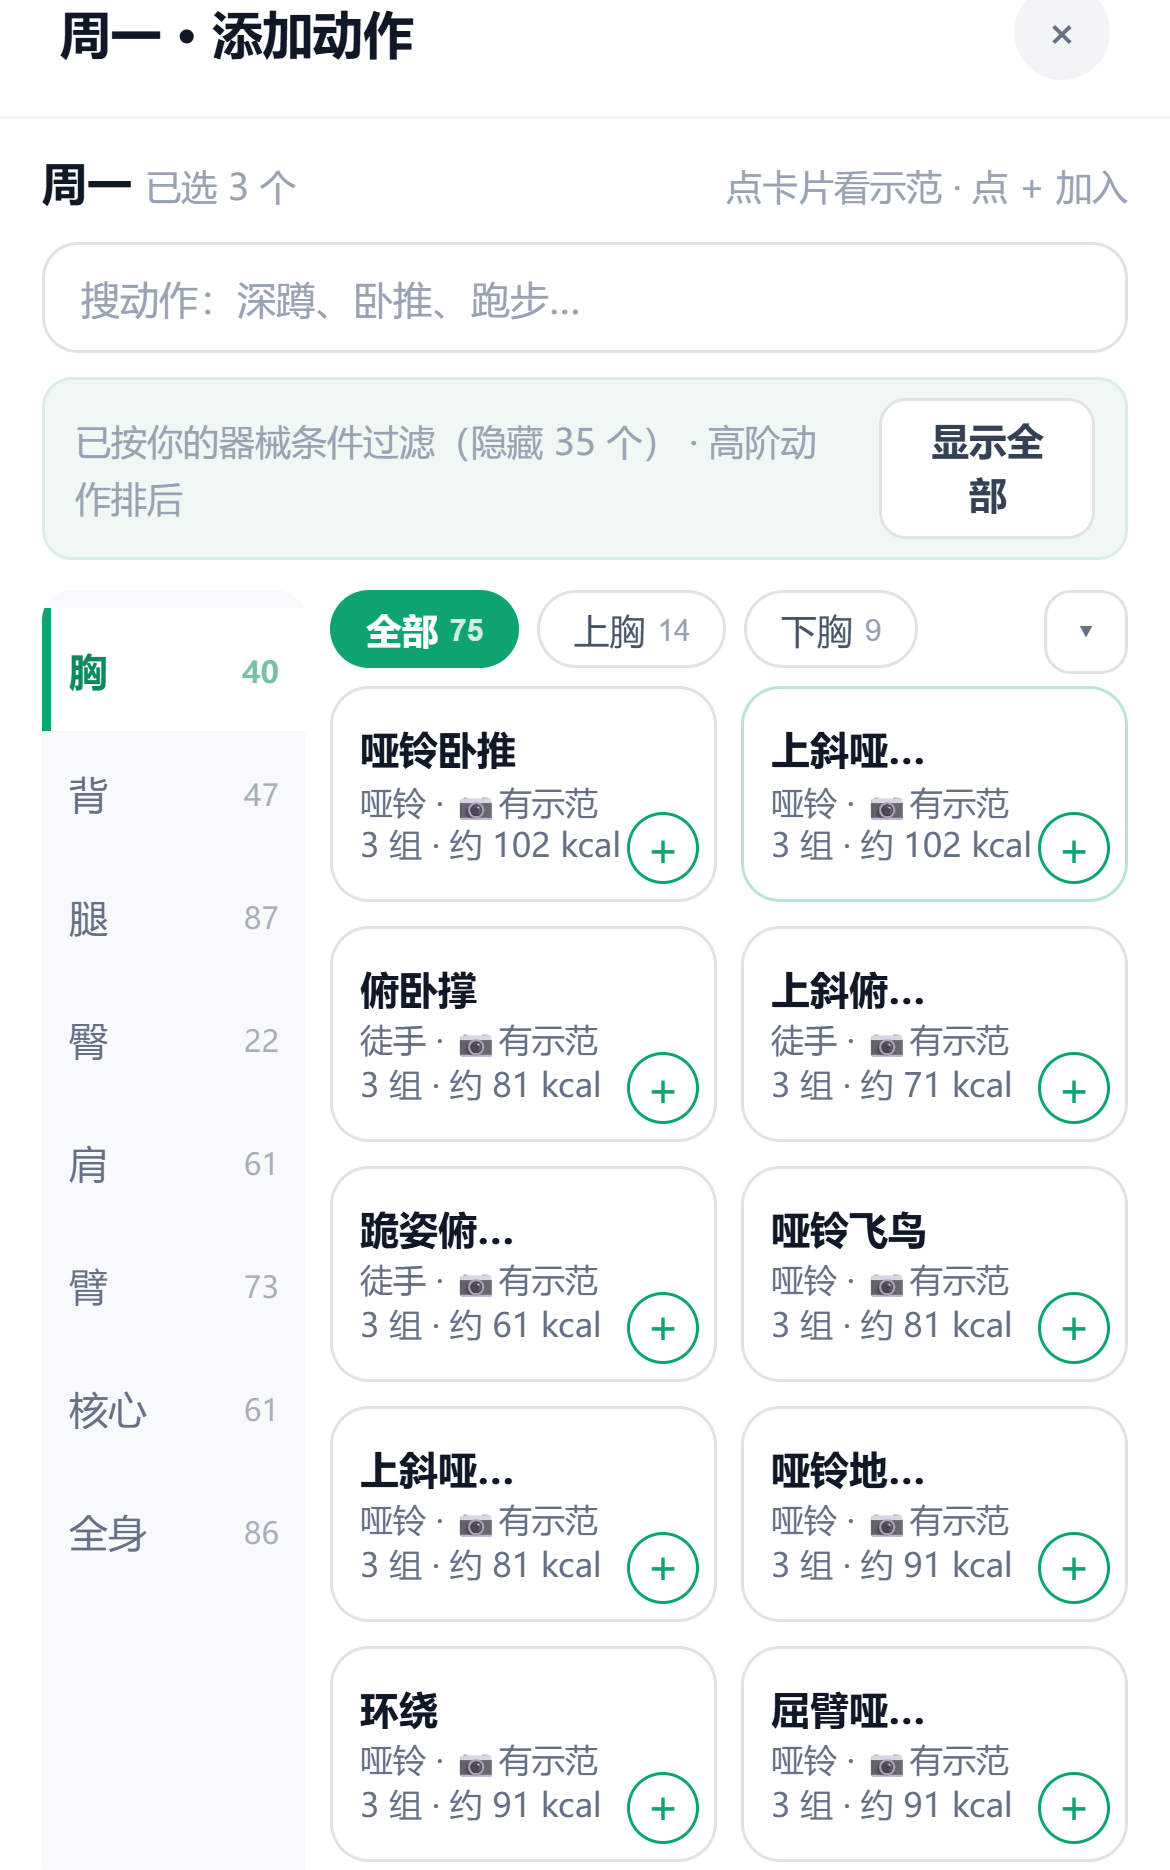 周一 · 添加动作
×
周一 已选 3 个
点卡片看示范 · 点 + 加入
搜动作：深蹲、卧推、跑步...
已按你的器械条件过滤（隐藏 35 个） · 高阶动
作排后
显示全
部
胸 40
背 47
腿 87
臀 22
肩 61
臂 73
核心 61
全身 86
全部 75
上胸 14
下胸 9
▼
哑铃卧推
哑铃 · 📷 有示范
3 组 · 约 102 kcal
+
上斜哑...
哑铃 · 📷 有示范
3 组 · 约 102 kcal
+
俯卧撑
徒手 · 📷 有示范
3 组 · 约 81 kcal
+
上斜俯...
徒手 · 📷 有示范
3 组 · 约 71 kcal
+
跪姿俯...
徒手 · 📷 有示范
3 组 · 约 61 kcal
+
哑铃飞鸟
哑铃 · 📷 有示范
3 组 · 约 81 kcal
+
上斜哑...
哑铃 · 📷 有示范
3 组 · 约 81 kcal
+
哑铃地...
哑铃 · 📷 有示范
3 组 · 约 91 kcal
+
环绕
哑铃 · 📷 有示范
3 组 · 约 91 kcal
+
屈臂哑...
哑铃 · 📷 有示范
3 组 · 约 91 kcal
+